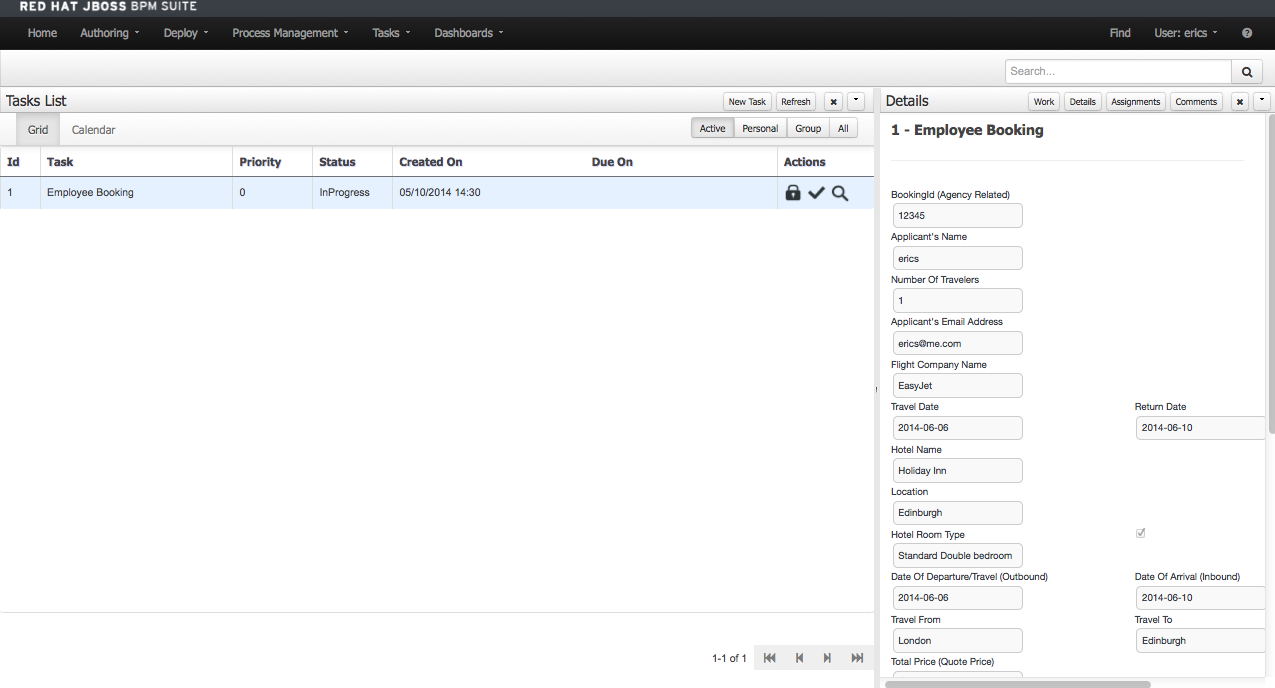 RED HAT JBOSS BPM SUITE
Home Authoring Deploy Process Management Tasks Dashboards Find User: erics ?
Search...
Tasks List New Task Refresh
Grid Calendar Active Personal Group All
Id Task Priority Status Created On Due On Actions
1 Employee Booking 0 InProgress 05/10/2014 14:30
1-1 of 1
Details Work Details Assignments Comments
1 - Employee Booking
BookingId (Agency Related)
12345
Applicant's Name
erics
Number Of Travelers
1
Applicant's Email Address
erics@me.com
Flight Company Name
EasyJet
Travel Date Return Date
2014-06-06 2014-06-10
Hotel Name
Holiday Inn
Location
Edinburgh
Hotel Room Type
Standard Double bedroom
Date Of Departure/Travel (Outbound) Date Of Arrival (Inbound)
2014-06-06 2014-06-10
Travel From Travel To
London Edinburgh
Total Price (Quote Price)